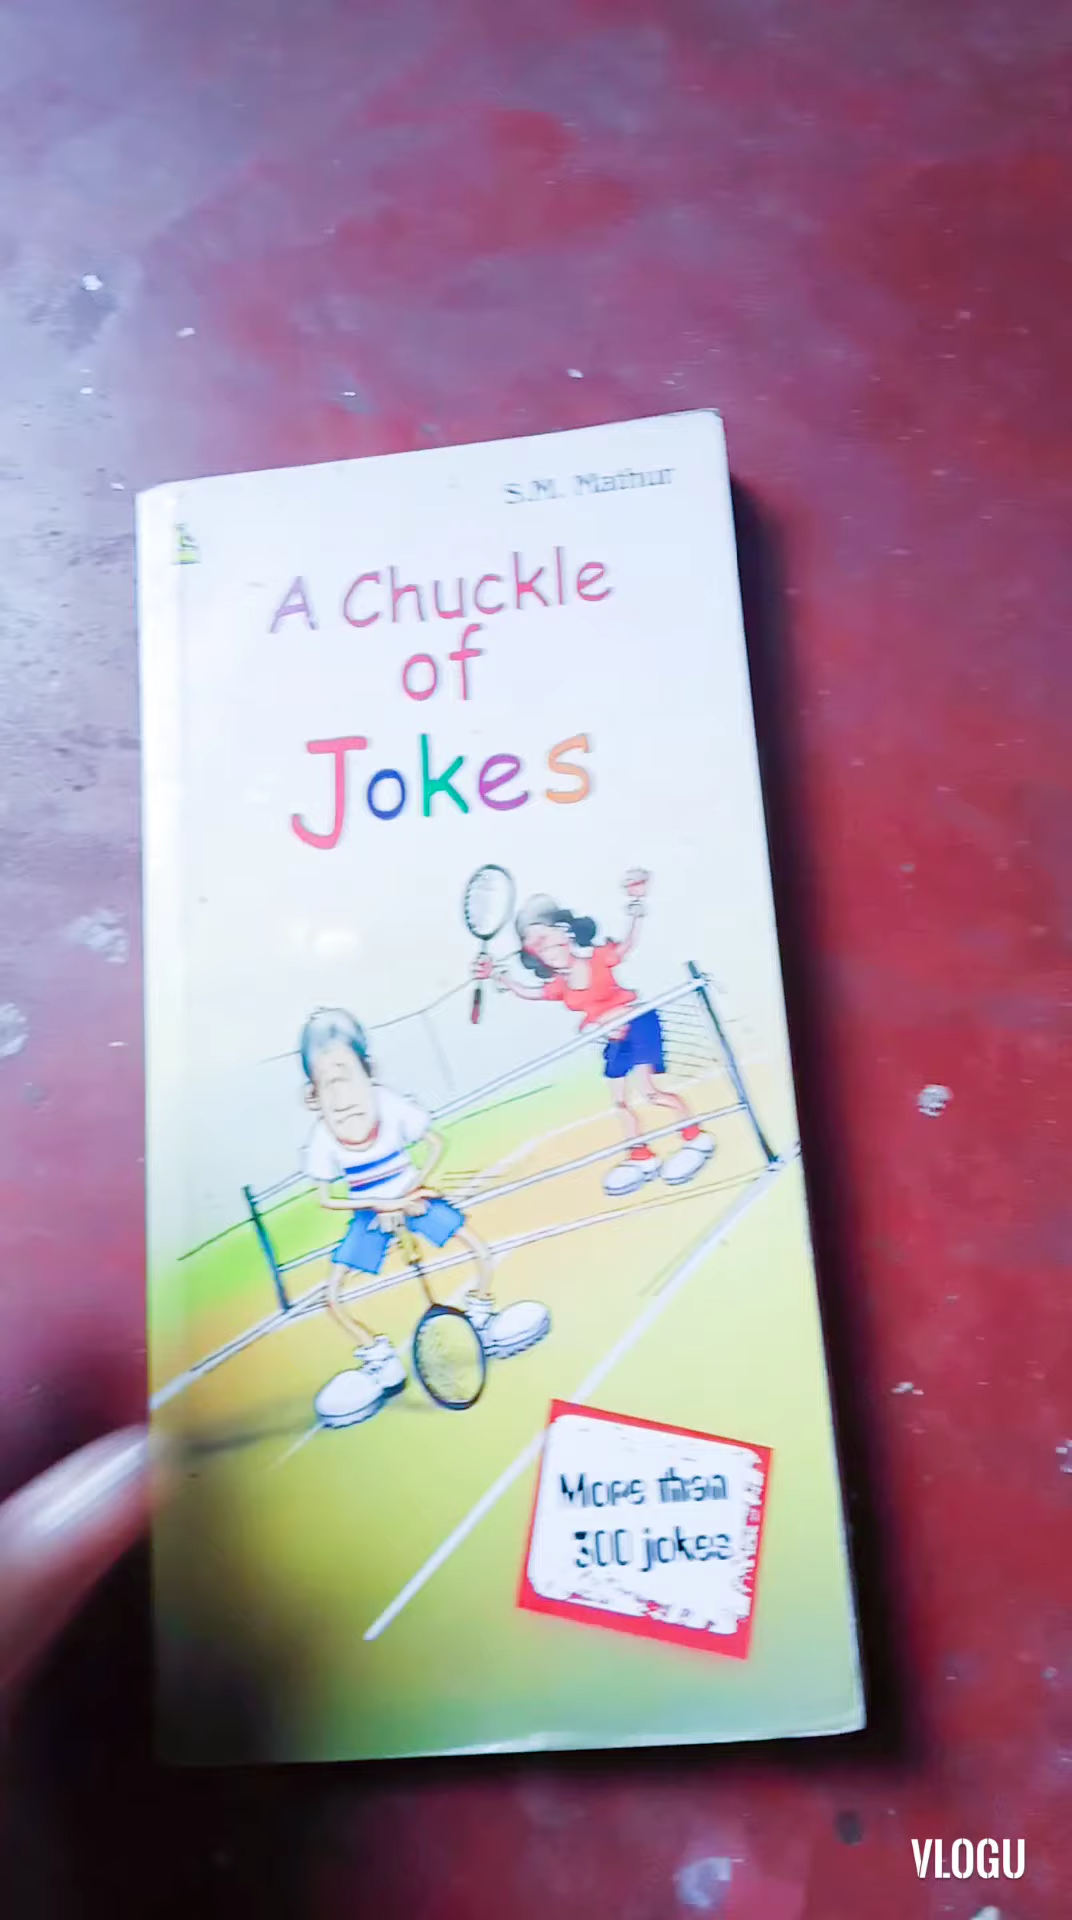 S.M. Mathur
A Chuckle
of
Jokes
More than
300 jokes
VLOGU